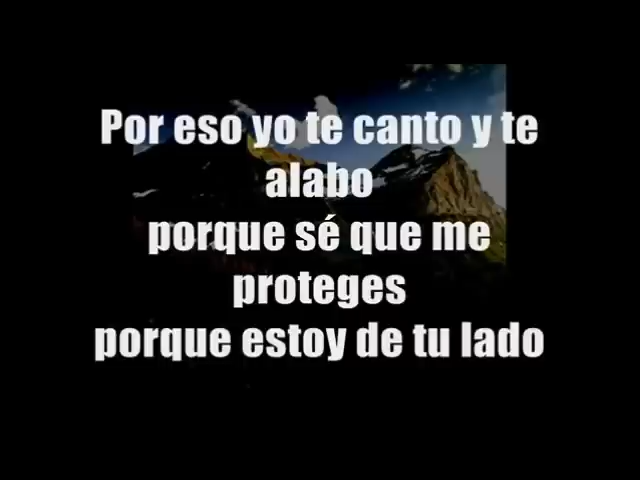 Por eso yo te canto y te
alabo
porque sé que me
proteges
porque estoy de tu lado